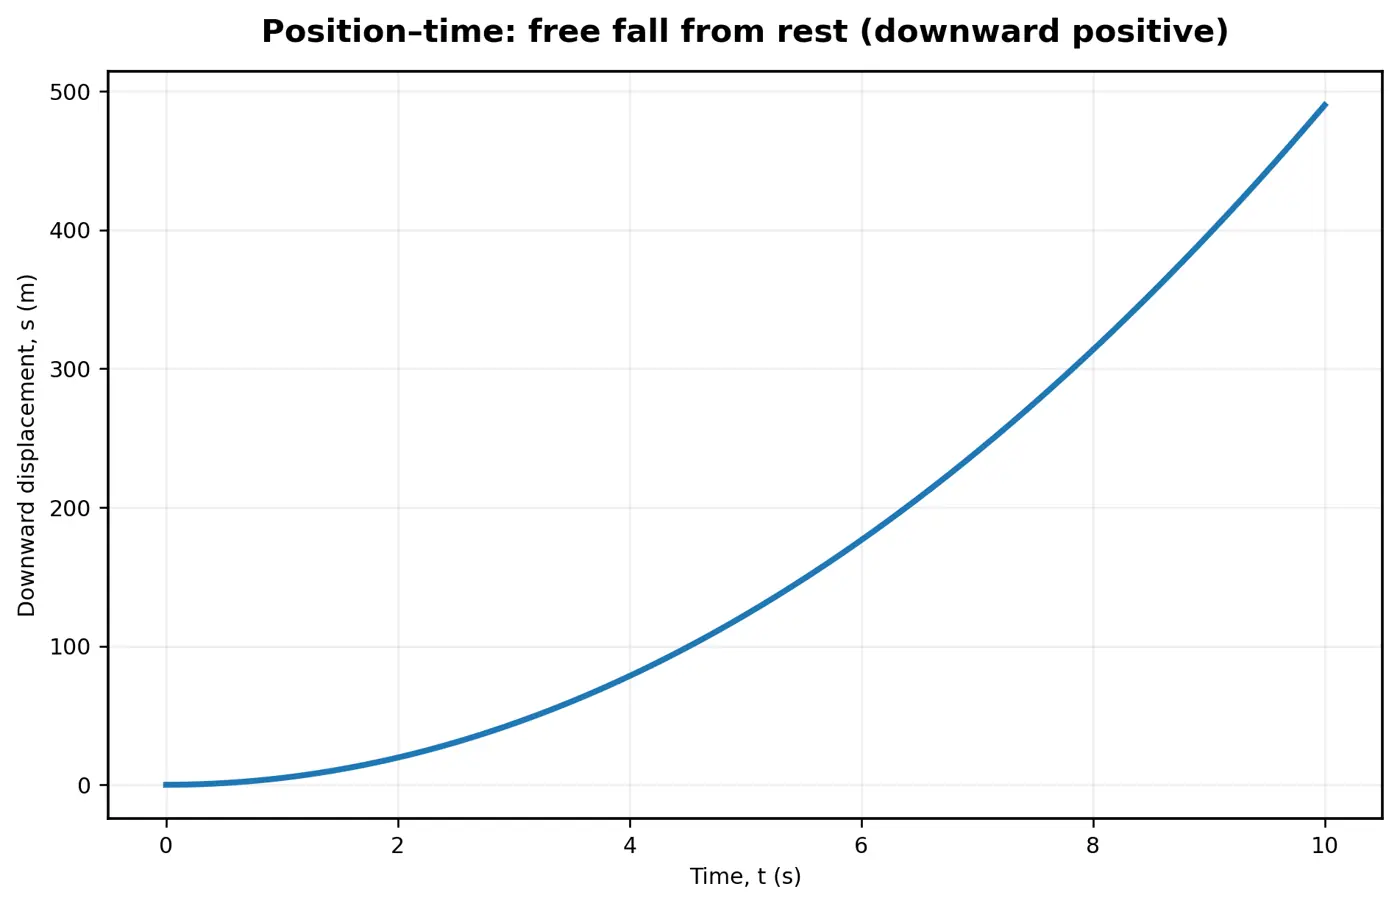 Position–time: free fall from rest (downward positive)
Downward displacement, s (m)
500
400
300
200
100
0
0 2 4 6 8 10
Time, t (s)